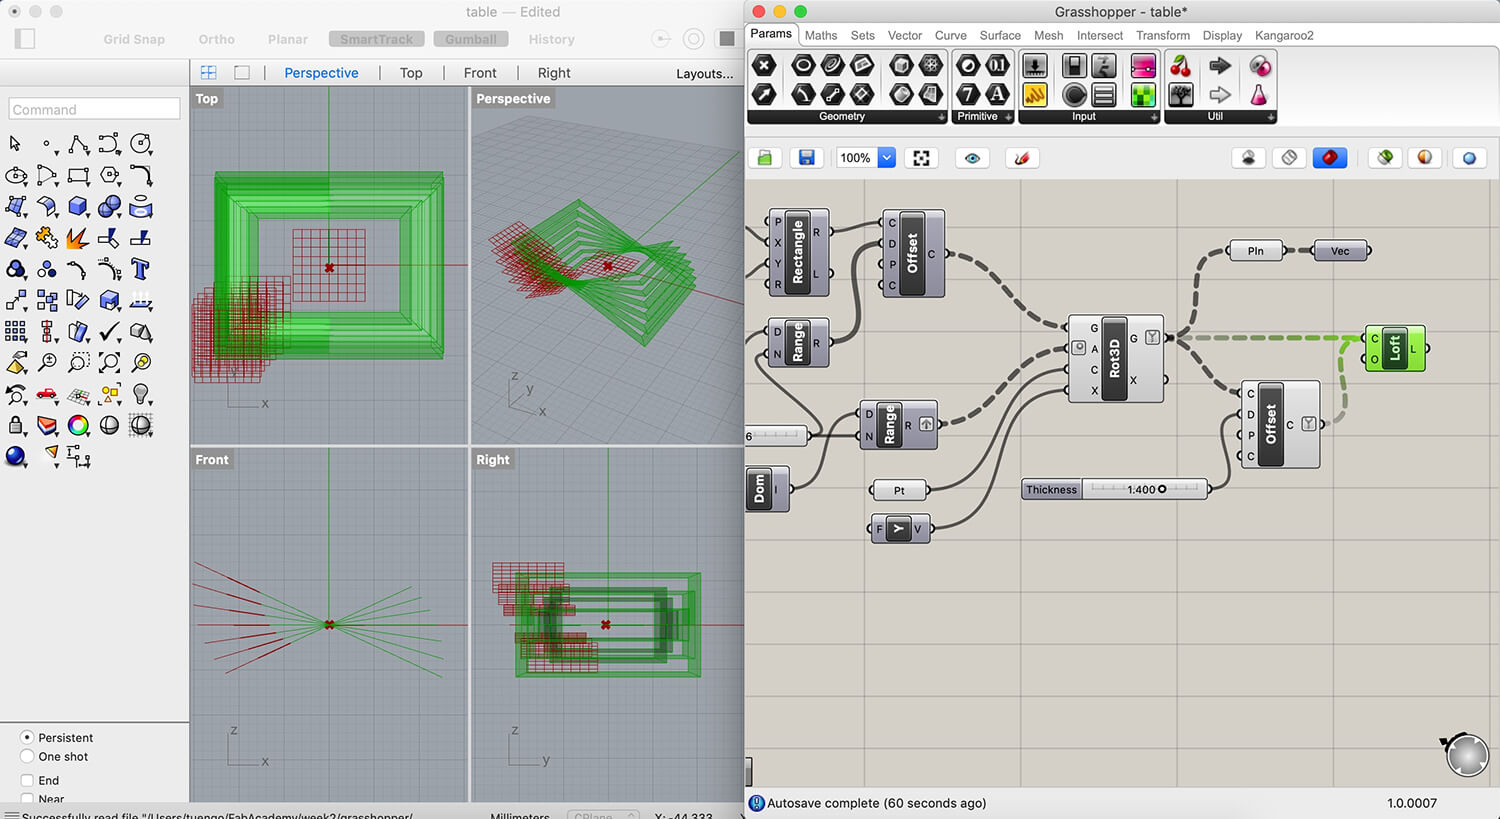 table — Edited
Grid Snap Ortho Planar SmartTrack Gumball History
Perspective Top Front Right Layouts...
Command
Top
Perspective
Front
Right
x
z
y
x
z
x
z
y
Persistent
One shot
End
Near
Successfully read file "/Users/tuengo/FabAcademy/week2/grasshopper/
Millimeters CPlane X: -44.333
Grasshopper - table*
Params Maths Sets Vector Curve Surface Mesh Intersect Transform Display Kangaroo2
Geometry Primitive Input Util
100%
P X Y R Rectangle R L
C D P C Offset C
D N Range R
D N Range R
6
Dom I
Pt
F Y V
G A C X Rot3D G X
Pln Vec
C O Loft L
C D P C Offset C
Thickness 1.400
Autosave complete (60 seconds ago) 1.0.0007